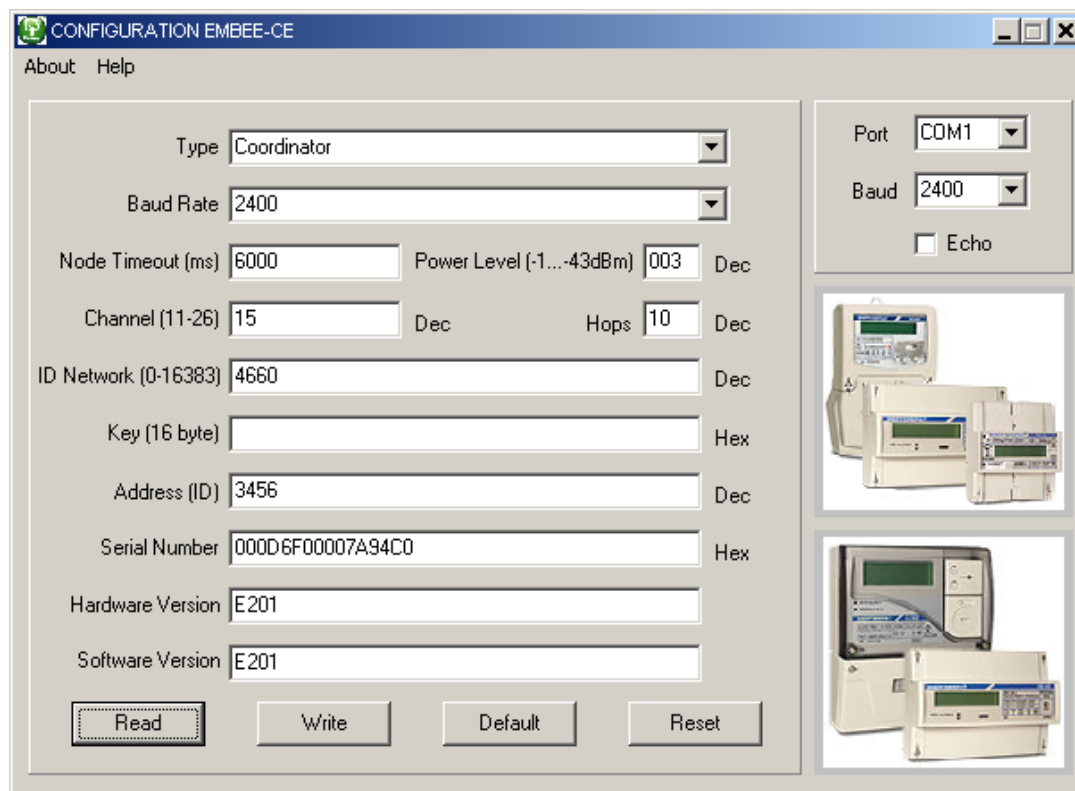 CONFIGURATION EMBEE-CE
About Help
Type Coordinator
Baud Rate 2400
Node Timeout (ms) 6000 Power Level (-1...-43dBm) 003 Dec
Channel (11-26) 15 Dec Hops 10 Dec
ID Network (0-16383) 4660 Dec
Key (16 byte) Hex
Address (ID) 3456 Dec
Serial Number 000D6F00007A94C0 Hex
Hardware Version E201
Software Version E201
Read Write Default Reset
Port COM1
Baud 2400
Echo